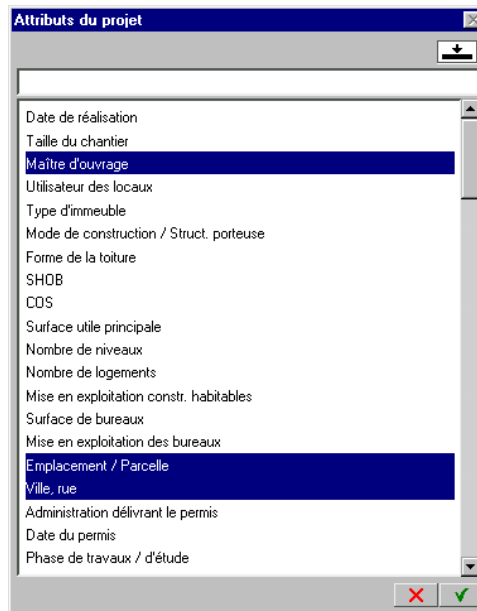 Attributs du projet
Date de réalisation
Taille du chantier
Maître d'ouvrage
Utilisateur des locaux
Type d'immeuble
Mode de construction / Struct. porteuse
Forme de la toiture
SHOB
COS
Surface utile principale
Nombre de niveaux
Nombre de logements
Mise en exploitation constr. habitables
Surface de bureaux
Mise en exploitation des bureaux
Emplacement / Parcelle
Ville, rue
Administration délivrant le permis
Date du permis
Phase de travaux / d'étude